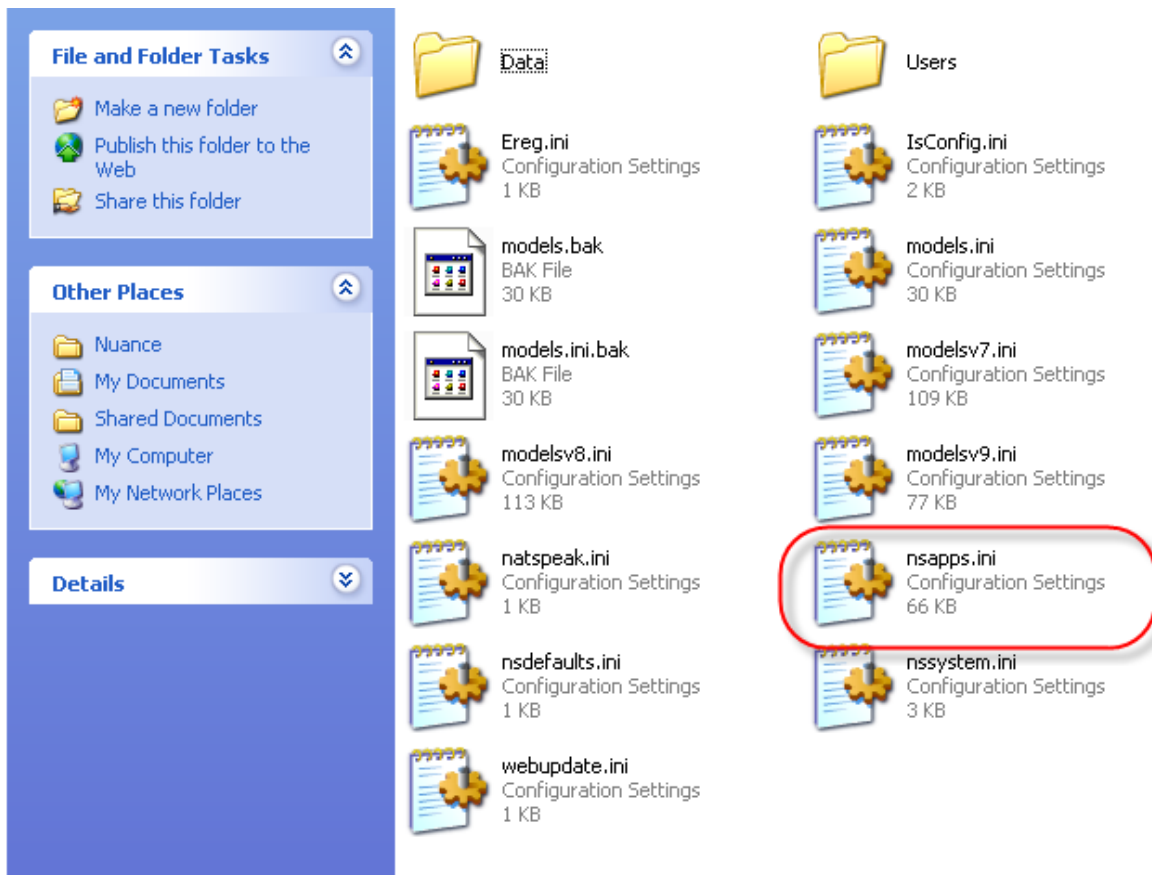 File and Folder Tasks
Make a new folder
Publish this folder to the
Web
Share this folder
Other Places
Nuance
My Documents
Shared Documents
My Computer
My Network Places
Details
Data
Users
Ereg.ini
Configuration Settings
1 KB
IsConfig.ini
Configuration Settings
2 KB
models.bak
BAK File
30 KB
models.ini
Configuration Settings
30 KB
models.ini.bak
BAK File
30 KB
modelsv7.ini
Configuration Settings
109 KB
modelsv8.ini
Configuration Settings
113 KB
modelsv9.ini
Configuration Settings
77 KB
natspeak.ini
Configuration Settings
1 KB
nsapps.ini
Configuration Settings
66 KB
nsdefaults.ini
Configuration Settings
1 KB
nssystem.ini
Configuration Settings
3 KB
webupdate.ini
Configuration Settings
1 KB